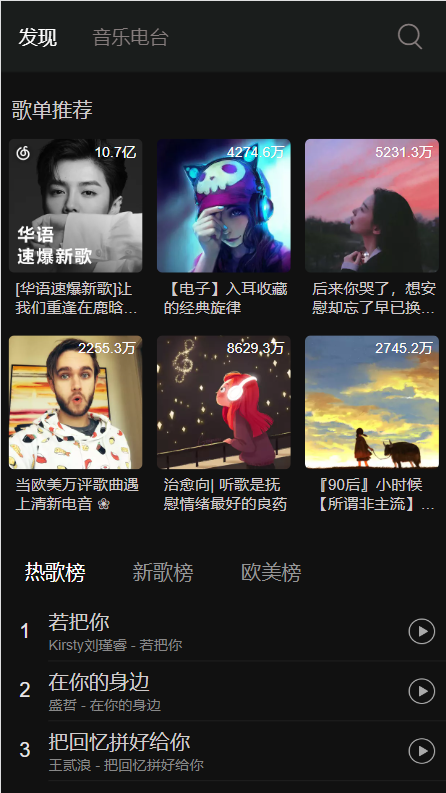 发现
音乐电台
歌单推荐
10.7亿
4274.6万
5231.3万
华语
速爆新歌
[华语速爆新歌]让
我们重逢在鹿晗...
【电子】入耳收藏
的经典旋律
后来你哭了，想安
慰却忘了早已换...
2255.3万
8629.3万
2745.2万
当欧美万评歌曲遇
上清新电音 ❀
治愈向| 听歌是抚
慰情绪最好的良药
『90后』小时候
【所谓非主流】...
热歌榜
新歌榜
欧美榜
1
若把你
Kirsty刘瑾睿 - 若把你
2
在你的身边
盛哲 - 在你的身边
3
把回忆拼好给你
王贰浪 - 把回忆拼好给你